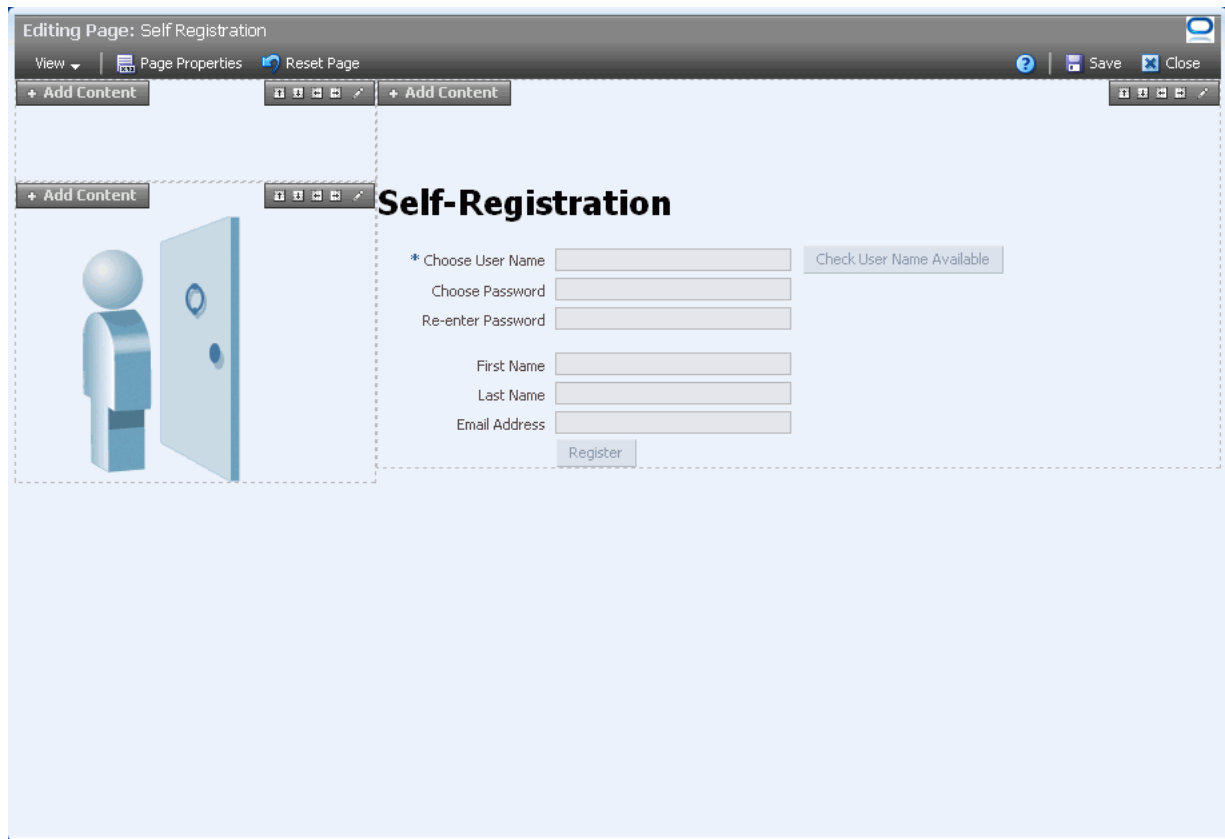 Editing Page: Self Registration
View Page Properties Reset Page Save Close
+ Add Content + Add Content
+ Add Content
Self-Registration
* Choose User Name Check User Name Available
Choose Password
Re-enter Password
First Name
Last Name
Email Address
Register